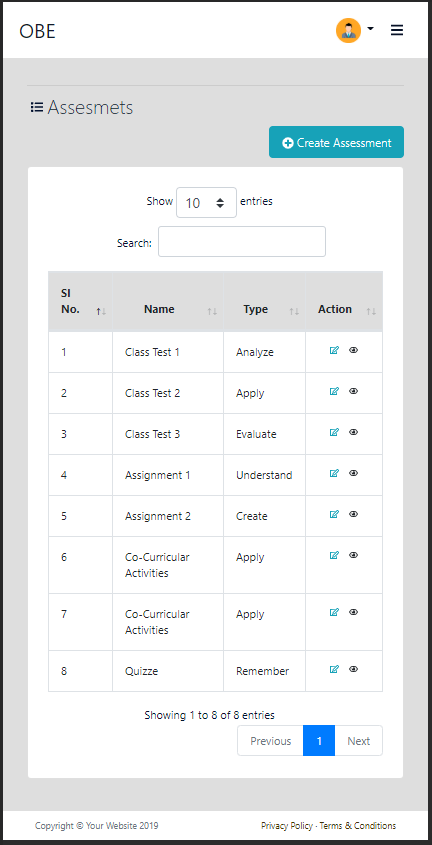 OBE
Assesmets
Create Assessment
Show 10 entries
Search:
Sl No. Name Type Action
1 Class Test 1 Analyze
2 Class Test 2 Apply
3 Class Test 3 Evaluate
4 Assignment 1 Understand
5 Assignment 2 Create
6 Co-Curricular Apply
Activities
7 Co-Curricular Apply
Activities
8 Quizze Remember
Showing 1 to 8 of 8 entries
Previous 1 Next
Copyright © Your Website 2019 Privacy Policy · Terms & Conditions